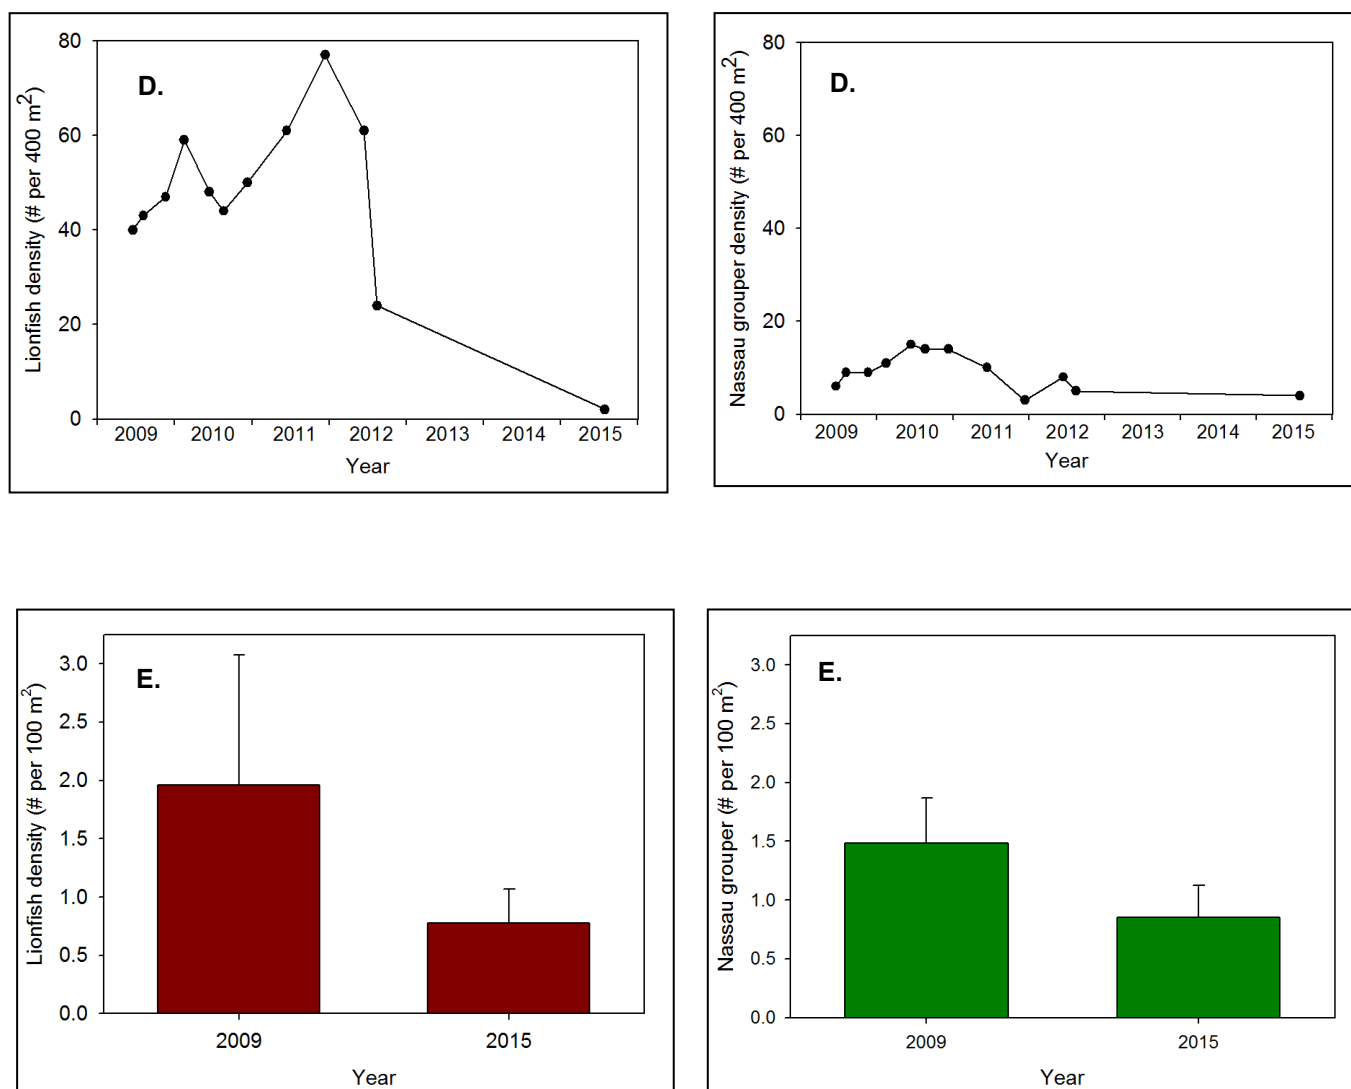 D.
Lionfish density (# per 400 m²)
80
60
40
20
0
2009 2010 2011 2012 2013 2014 2015
Year
D.
Nassau grouper density (# per 400 m²)
80
60
40
20
0
2009 2010 2011 2012 2013 2014 2015
Year
E.
Lionfish density (# per 100 m²)
3.0
2.5
2.0
1.5
1.0
0.5
0.0
2009 2015
Year
E.
Nassau grouper (# per 100 m²)
3.0
2.5
2.0
1.5
1.0
0.5
0.0
2009 2015
Year